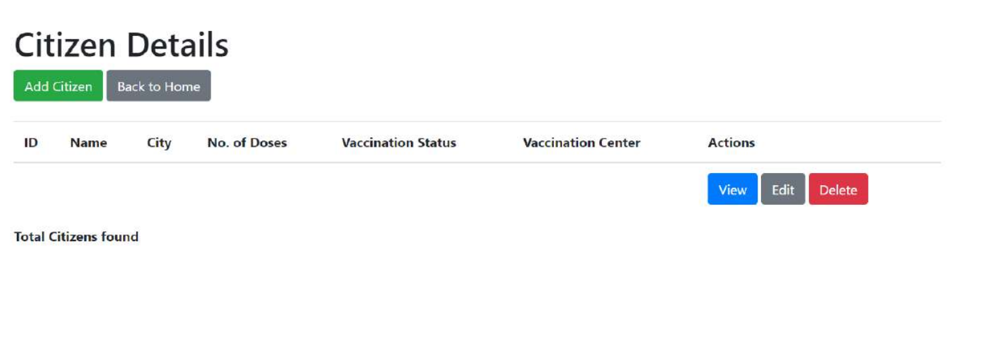 Citizen Details
Add Citizen Back to Home
ID Name City No. of Doses Vaccination Status Vaccination Center Actions
View Edit Delete
Total Citizens found